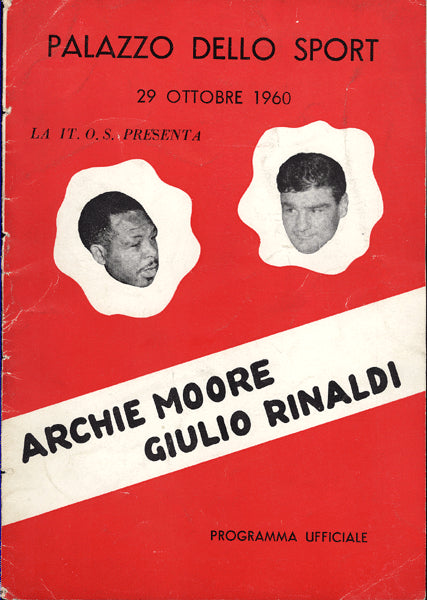 PALAZZO DELLO SPORT
29 OTTOBRE 1960
LA IT. O. S. PRESENTA
ARCHIE MOORE
GIULIO RINALDI
PROGRAMMA UFFICIALE